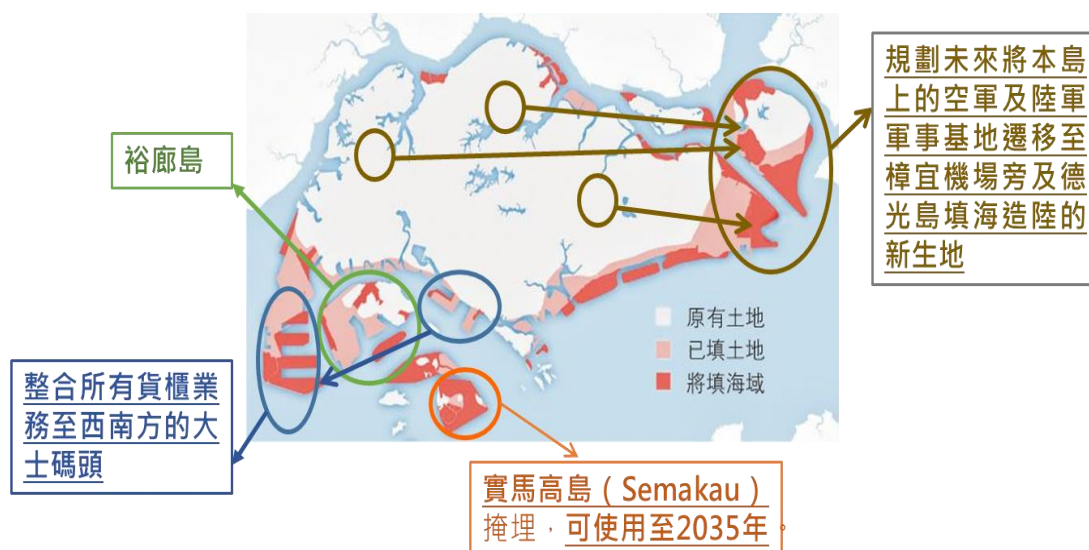 規劃未來將本島
上的空軍及陸軍
軍事基地遷移至
樟宜機場旁及德
光島填海造陸的
新生地
裕廊島
原有土地
已填土地
將填海域
整合所有貨櫃業
務至西南方的大
士碼頭
實馬高島（Semakau）
掩埋，可使用至2035年。